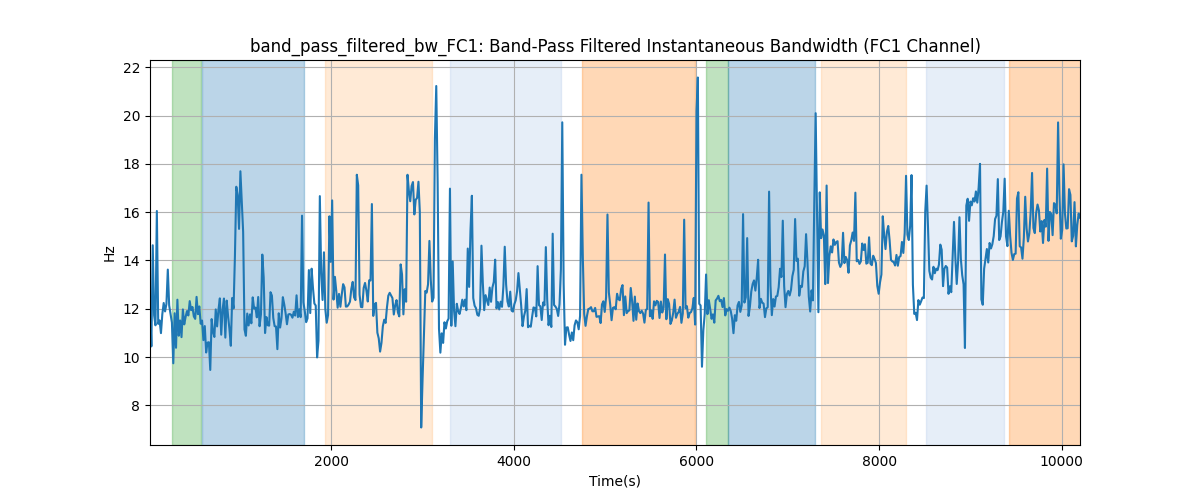 band_pass_filtered_bw_FC1: Band-Pass Filtered Instantaneous Bandwidth (FC1 Channel)
22
20
18
16
14
12
10
8
Hz
2000 4000 6000 8000 10000
Time(s)